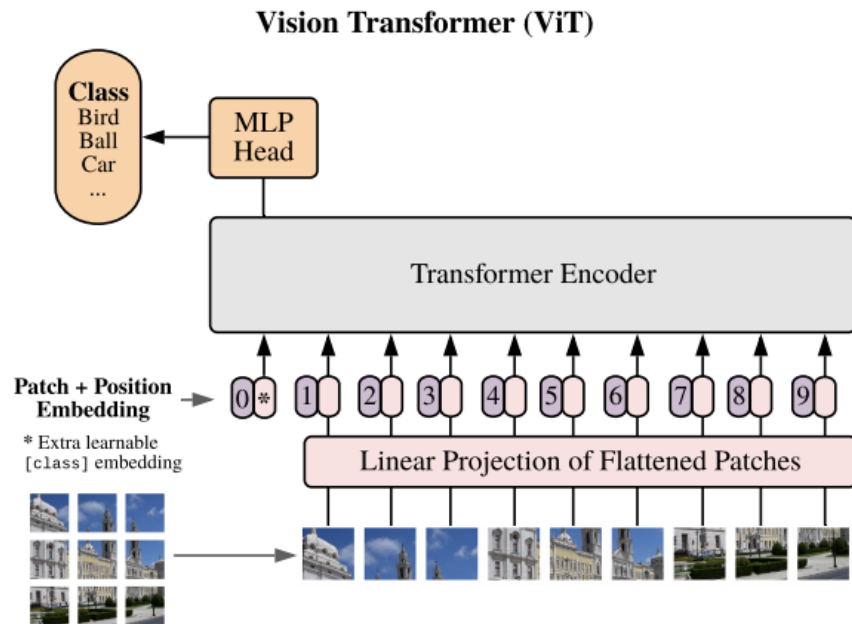 Vision Transformer (ViT)
Class
Bird
Ball
Car
...
MLP
Head
Transformer Encoder
Patch + Position
Embedding
0 * 1 2 3 4 5 6 7 8 9
* Extra learnable
[class] embedding
Linear Projection of Flattened Patches